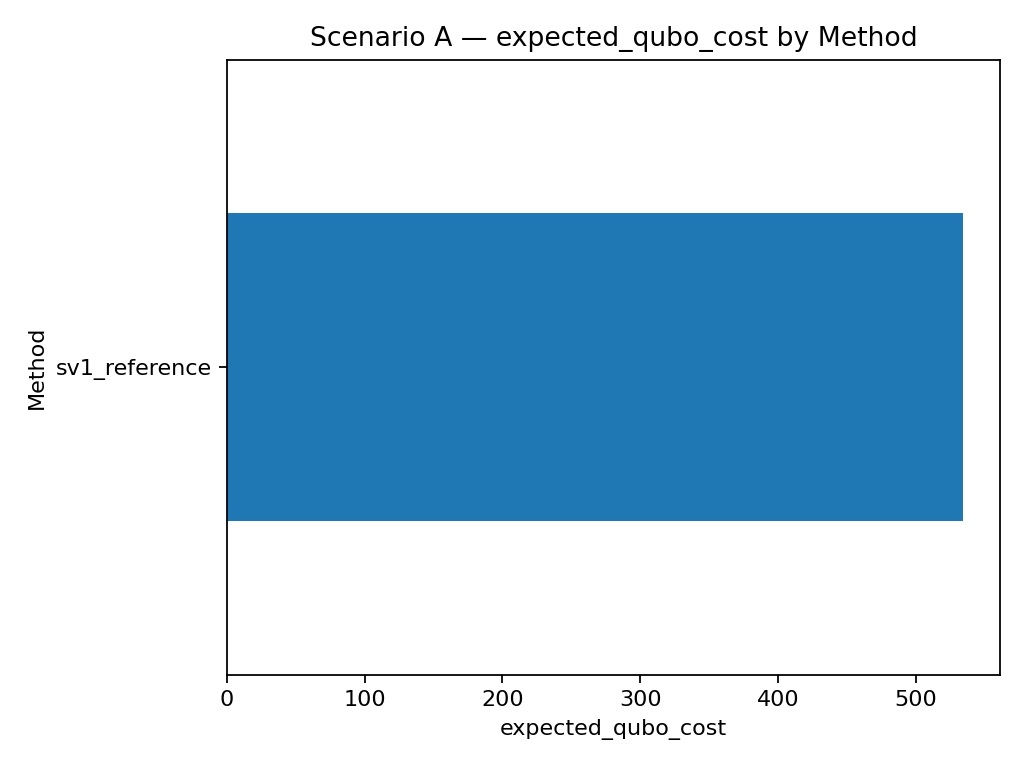 Scenario A — expected_qubo_cost by Method
Method
sv1_reference
0 100 200 300 400 500
expected_qubo_cost